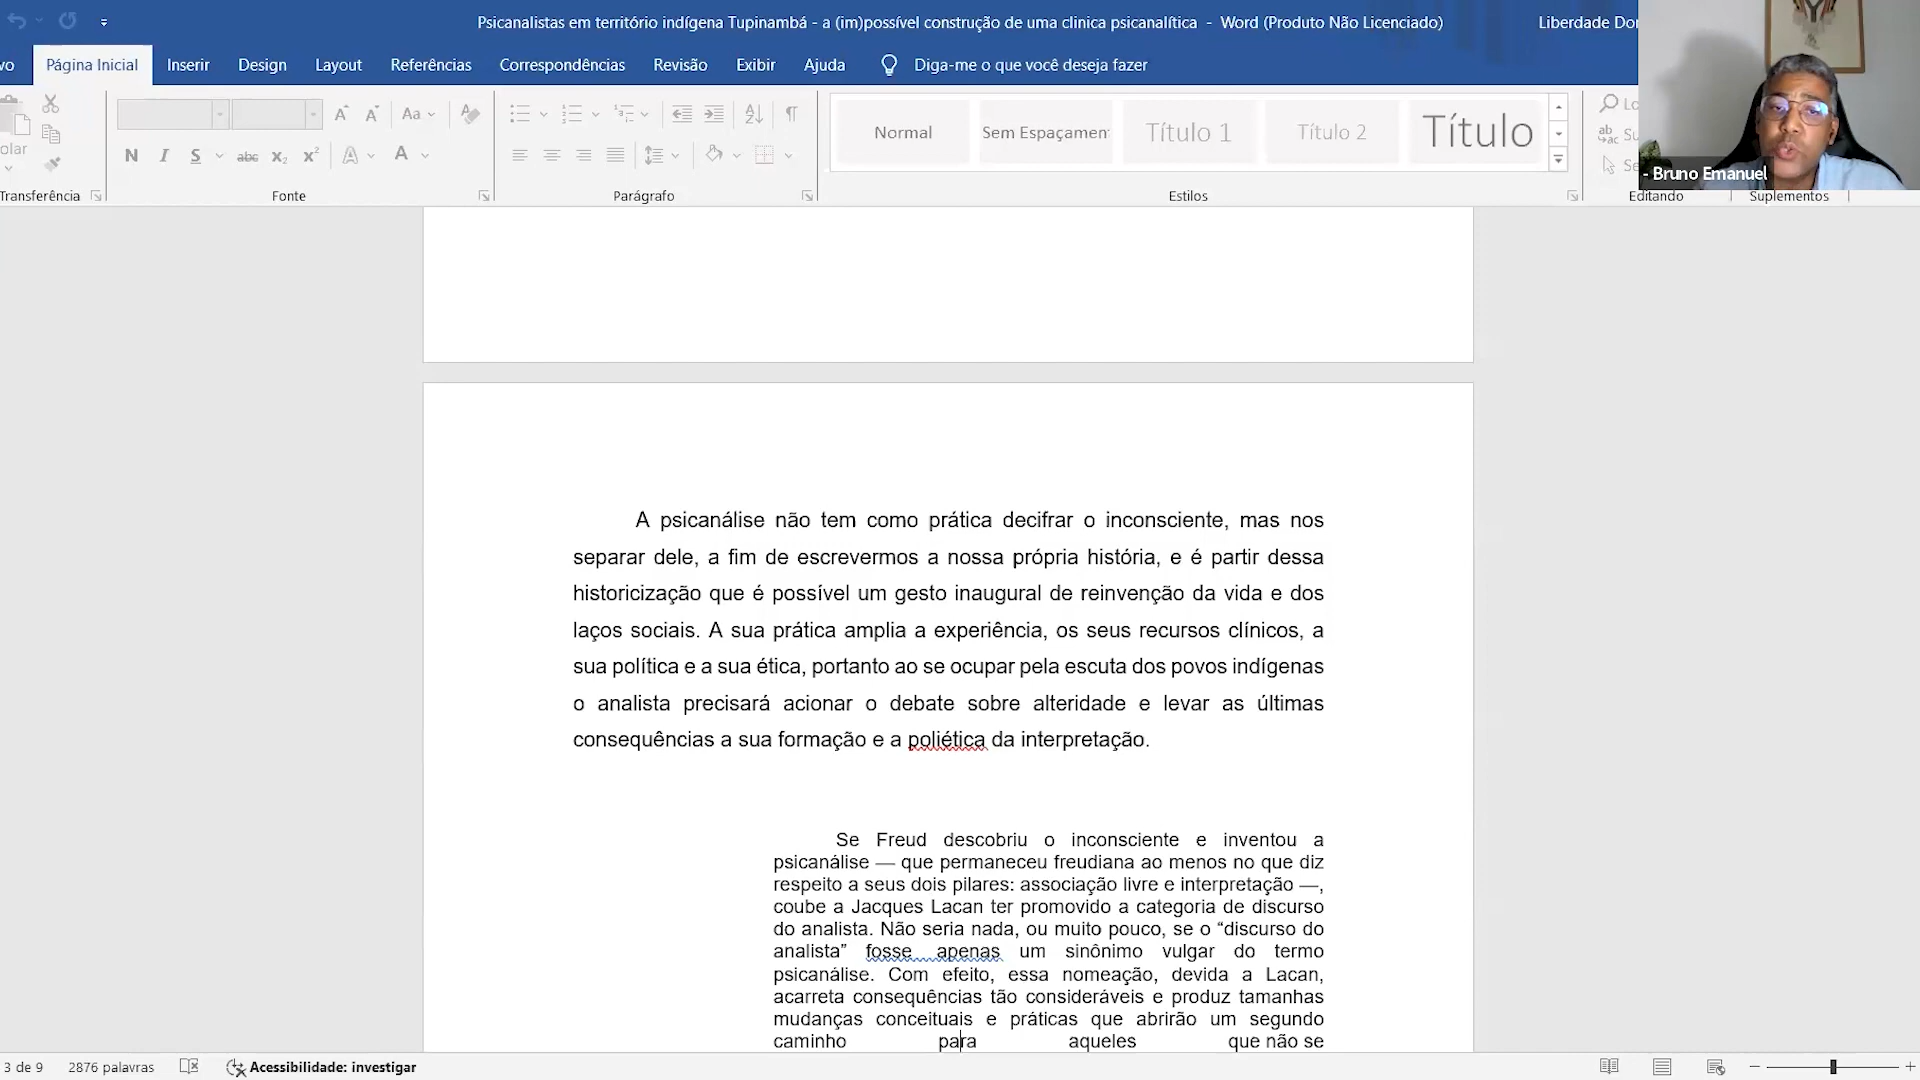 Psicanalistas em território indígena Tupinambá - a (im)possível construção de uma clinica psicanalítica - Word (Produto Não Licenciado)
Liberdade
Página Inicial Inserir Design Layout Referências Correspondências Revisão Exibir Ajuda Diga-me o que você deseja fazer
Normal Sem Espaçamen Título 1 Título 2 Título
- Bruno Emanuel
Transferência Fonte Parágrafo Estilos Editando Suplementos
A psicanálise não tem como prática decifrar o inconsciente, mas nos
separar dele, a fim de escrevermos a nossa própria história, e é partir dessa
historicização que é possível um gesto inaugural de reinvenção da vida e dos
laços sociais. A sua prática amplia a experiência, os seus recursos clínicos, a
sua política e a sua ética, portanto ao se ocupar pela escuta dos povos indígenas
o analista precisará acionar o debate sobre alteridade e levar as últimas
consequências a sua formação e a poliética da interpretação.
Se Freud descobriu o inconsciente e inventou a
psicanálise — que permaneceu freudiana ao menos no que diz
respeito a seus dois pilares: associação livre e interpretação —,
coube a Jacques Lacan ter promovido a categoria de discurso
do analista. Não seria nada, ou muito pouco, se o “discurso do
analista” fosse apenas um sinônimo vulgar do termo
psicanálise. Com efeito, essa nomeação, devida a Lacan,
acarreta consequências tão consideráveis e produz tamanhas
mudanças conceituais e práticas que abrirão um segundo
caminho para aqueles que não se
3 de 9 2876 palavras Acessibilidade: investigar